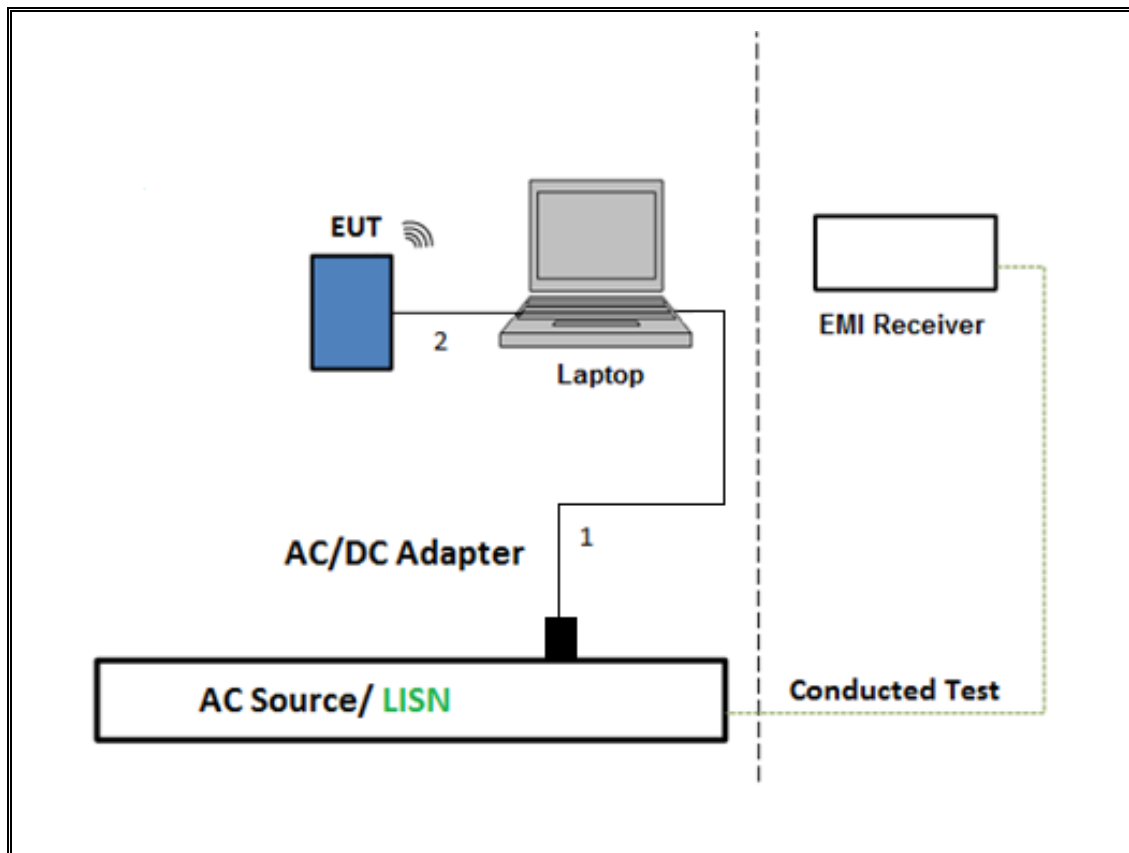 EUT
2
Laptop
EMI Receiver
1
AC/DC Adapter
AC Source/ LISN
Conducted Test